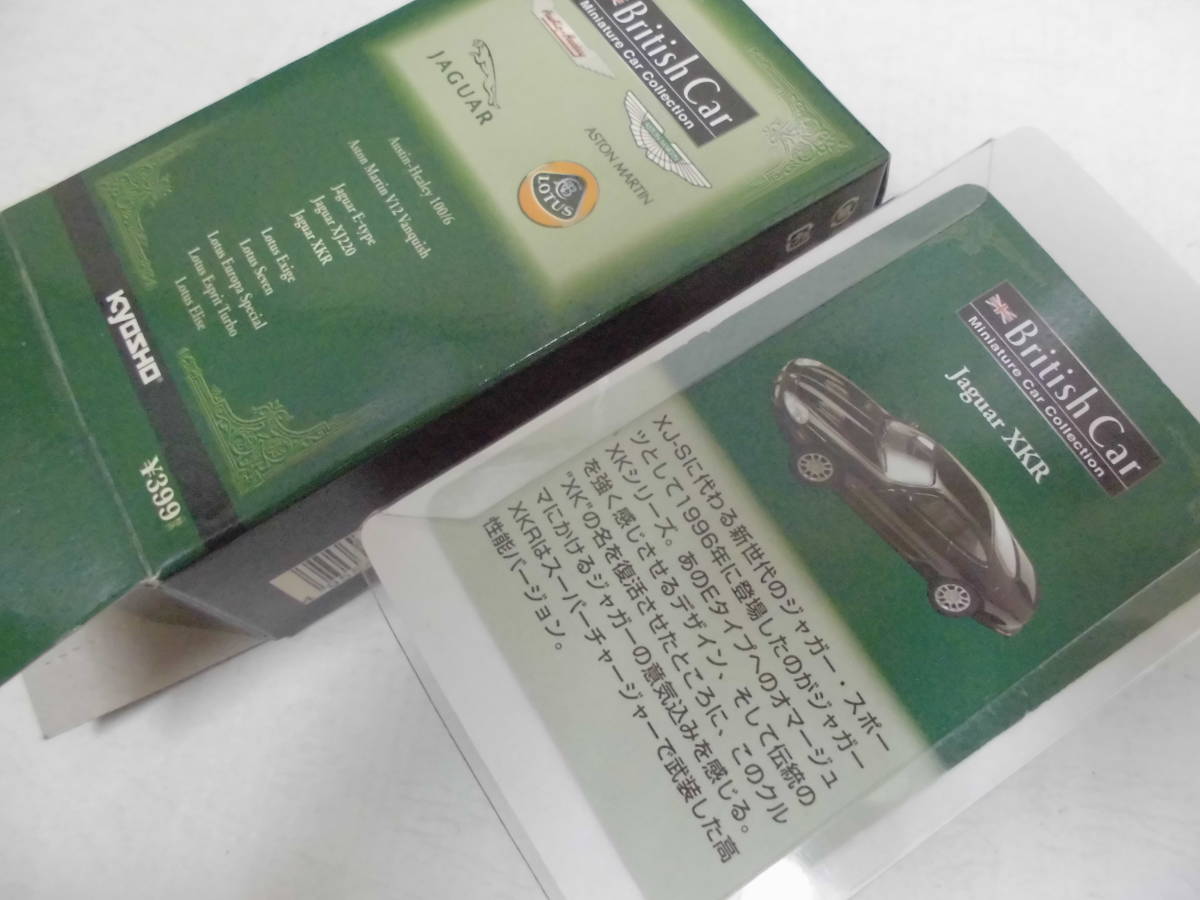 British Car
Miniature Car Collection
JAGUAR
ASTON MARTIN
LOTUS
Austin-Healey 100/6
Aston Martin V12 Vanquish
Jaguar E-type
Jaguar XJ220
Jaguar XKR
Lotus Exige
Lotus Seven
Lotus Europa Special
Lotus Esprit Turbo
Lotus Elise
KYOSHO
¥399
British Car
Miniature Car Collection
Jaguar XKR
XJ-Sに代わる新世代のジャガー・スポー
ツとして1996年に登場したのがジャガー
XKシリーズ。あのEタイプへのオマージュ
を強く感じさせるデザイン、そして伝統の
"XK"の名を復活させたところに、このクル
マにかけるジャガーの意気込みを感じる。
XKRはスーパーチャージャーで武装した高
性能バージョン。